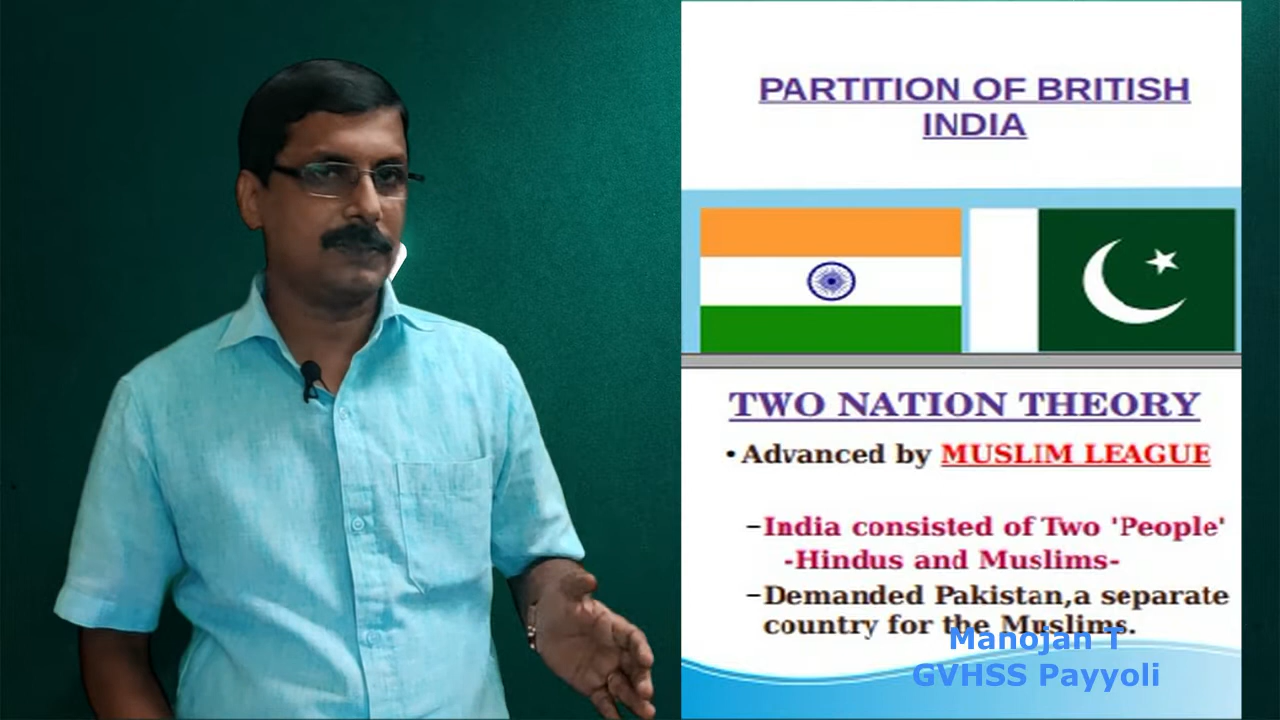 PARTITION OF BRITISH
INDIA
TWO NATION THEORY
•Advanced by MUSLIM LEAGUE
–India consisted of Two 'People'
-Hindus and Muslims-
–Demanded Pakistan,a separate
country for the Muslims.
Manojan T
GVHSS Payyoli